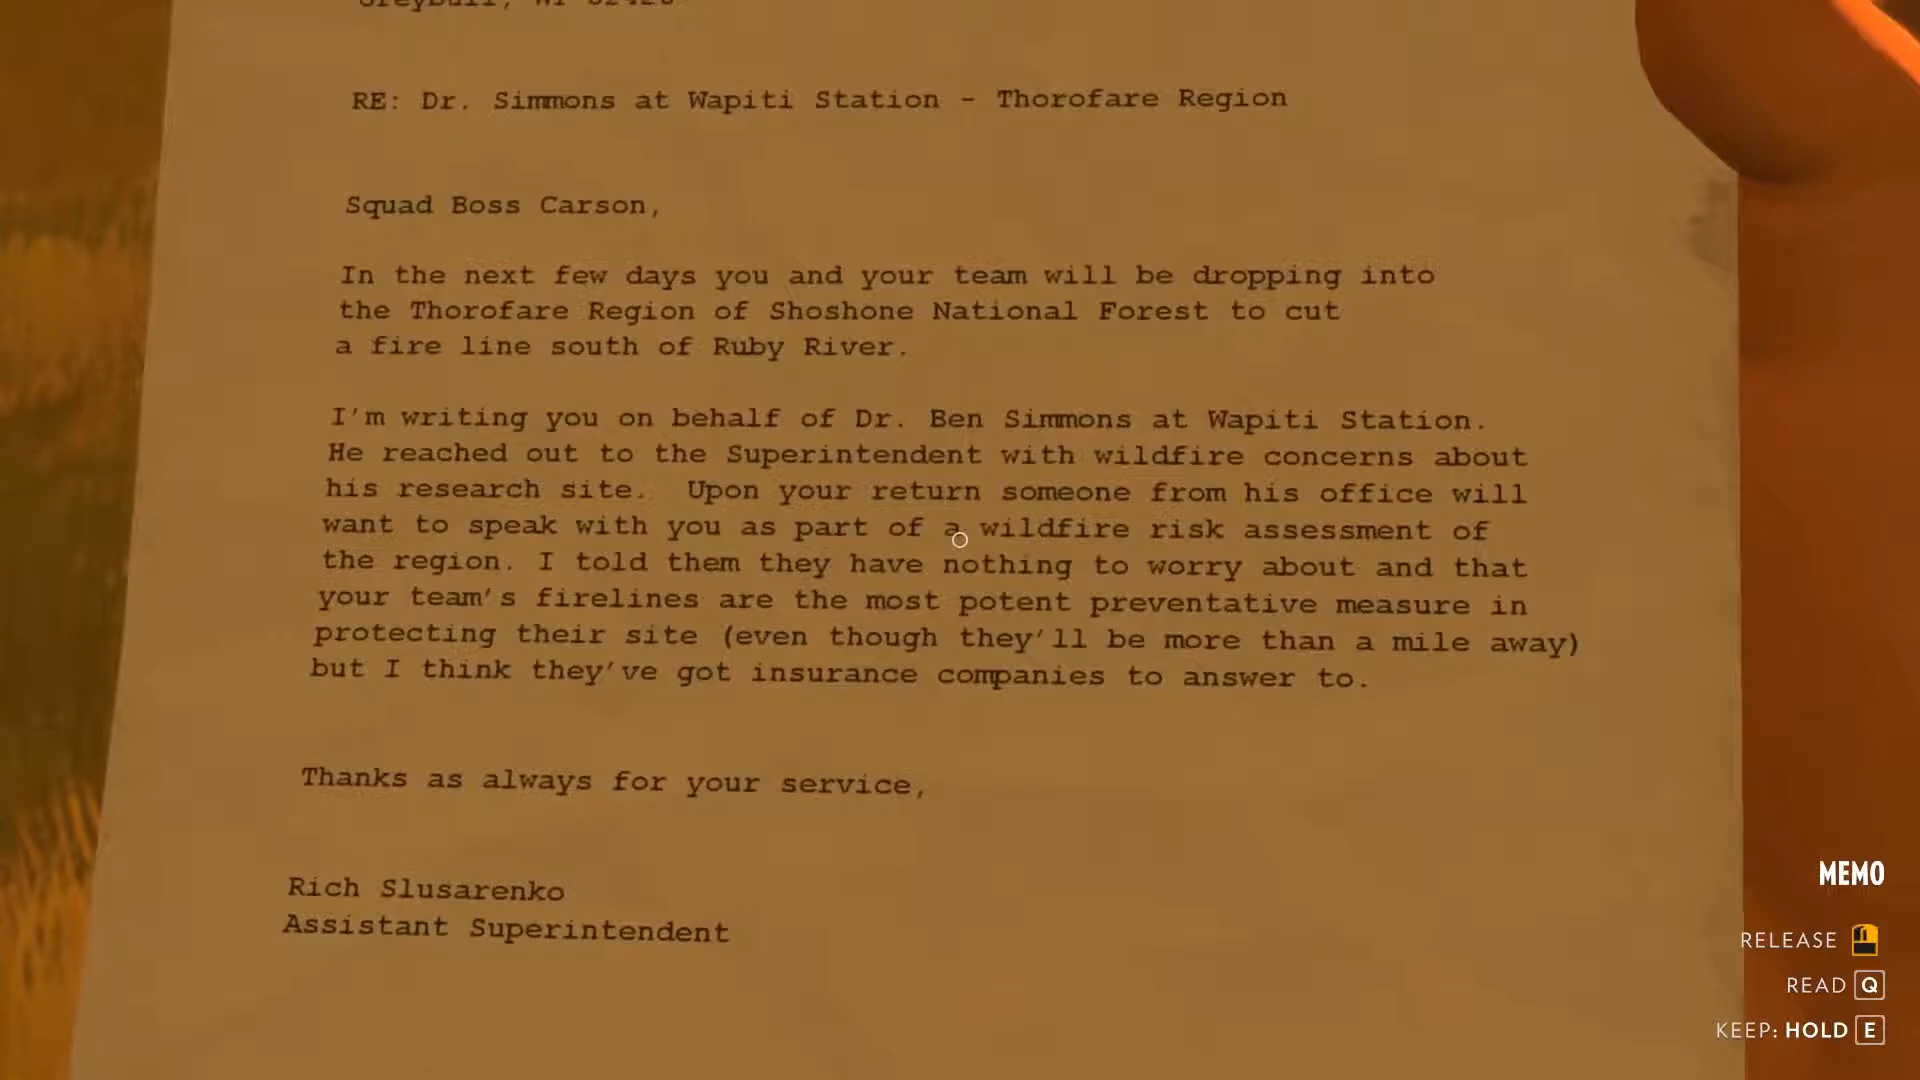 RE: Dr. Simmons at Wapiti Station - Thorofare Region
Squad Boss Carson,
In the next few days you and your team will be dropping into
the Thorofare Region of Shoshone National Forest to cut
a fire line south of Ruby River.
I'm writing you on behalf of Dr. Ben Simmons at Wapiti Station.
He reached out to the Superintendent with wildfire concerns about
his research site. Upon your return someone from his office will
want to speak with you as part of a wildfire risk assessment of
the region. I told them they have nothing to worry about and that
your team's firelines are the most potent preventative measure in
protecting their site (even though they'll be more than a mile away)
but I think they've got insurance companies to answer to.
Thanks as always for your service,
Rich Slusarenko
Assistant Superintendent
MEMO
RELEASE
READ Q
KEEP: HOLD E